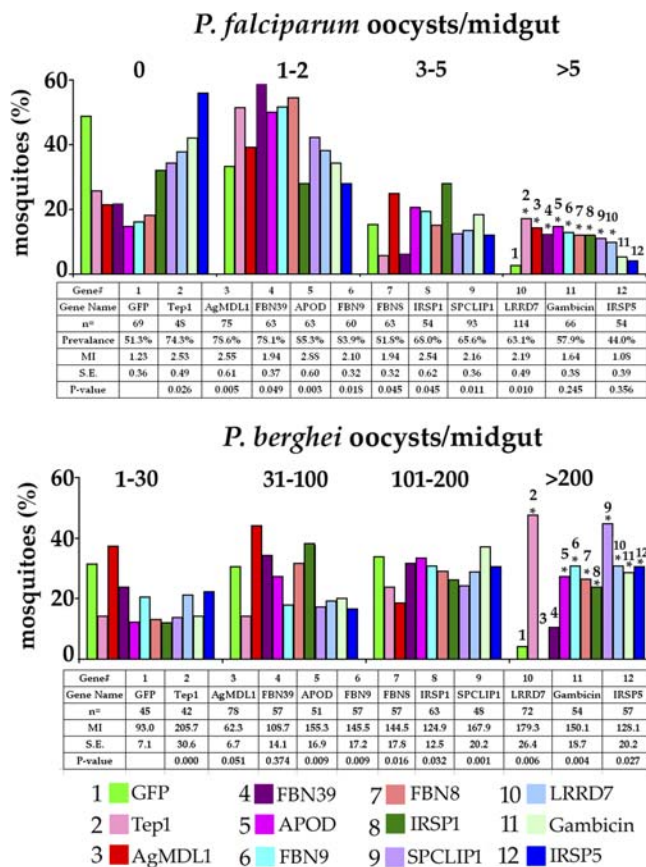 P. falciparum oocysts/midgut
0 1-2 3-5 >5
mosquitoes (%)
60
40
20
0
1 2 3 4 5 6 7 8 9 10 11 12
* * * * * * * * *
Gene# 1 2 3 4 5 6 7 8 9 10 11 12
Gene Name GFP Tep1 AgMDL1 FBN39 APOD FBN9 FBN8 IRSP1 SPCLIP1 LRRD7 Gambicin IRSP5
n= 69 48 75 63 63 60 63 54 93 114 66 54
Prevalance 51.3% 74.3% 78.6% 78.1% 85.3% 83.9% 81.8% 68.0% 65.6% 63.1% 57.9% 44.0%
MI 1.23 2.53 2.55 1.94 2.88 2.10 1.94 2.54 2.16 2.19 1.64 1.08
S.E. 0.36 0.49 0.61 0.37 0.60 0.32 0.32 0.62 0.36 0.49 0.38 0.39
P-value 0.026 0.005 0.049 0.003 0.018 0.045 0.045 0.011 0.010 0.245 0.356
P. berghei oocysts/midgut
1-30 31-100 101-200 >200
mosquitoes (%)
60
40
20
0
1 2 3 4 5 6 7 8 9 10 11 12
* * * * * * * * *
Gene# 1 2 3 4 5 6 7 8 9 10 11 12
Gene Name GFP Tep1 AgMDL1 FBN39 APOD FBN9 FBN8 IRSP1 SPCLIP1 LRRD7 Gambicin IRSP5
n= 45 42 78 57 51 57 57 63 48 72 54 57
MI 93.0 205.7 62.3 108.7 155.3 145.5 144.5 124.9 167.9 179.3 150.1 128.1
S.E. 7.1 30.6 6.7 14.1 16.9 17.2 17.8 12.5 20.2 26.4 18.7 20.2
P-value 0.000 0.051 0.374 0.009 0.009 0.016 0.032 0.001 0.006 0.004 0.027
1 GFP 4 FBN39 7 FBN8 10 LRRD7
2 Tep1 5 APOD 8 IRSP1 11 Gambicin
3 AgMDL1 6 FBN9 9 SPCLIP1 12 IRSP5